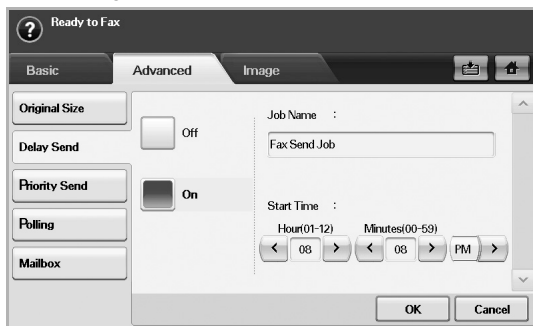 Ready to Fax
Basic
Advanced
Image
Original Size
Delay Send
Priority Send
Polling
Mailbox
Off
On
Job Name :
Fax Send Job
Start Time :
Hour(01-12) Minutes(00-59)
08 08 PM
OK Cancel